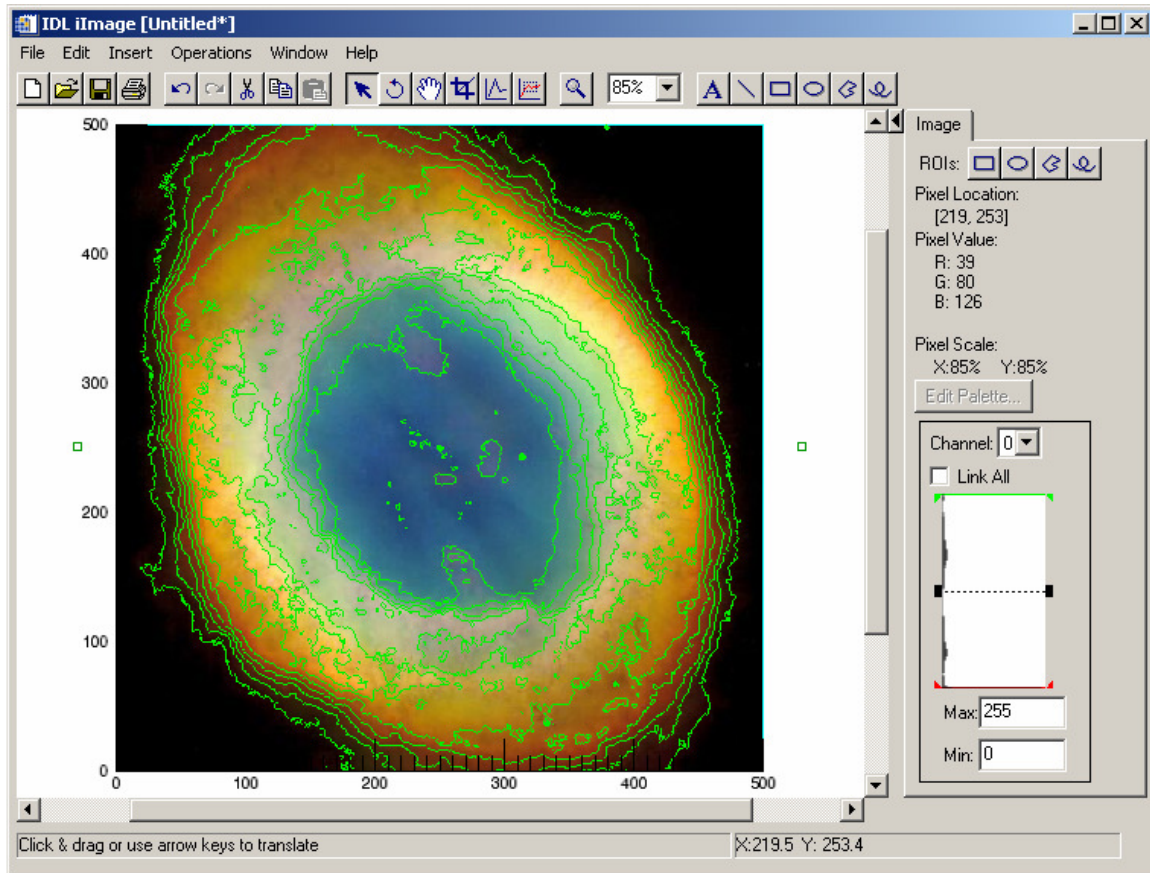 IDL iImage [Untitled*]
File Edit Insert Operations Window Help
85%
A
Image
ROIs:
Pixel Location:
[219, 253]
Pixel Value:
R: 39
G: 80
B: 126
Pixel Scale:
X:85% Y:85%
Edit Palette...
Channel: 0
Link All
Max: 255
Min: 0
500
400
300
200
100
0
0 100 200 300 400 500
Click & drag or use arrow keys to translate
X:219.5 Y: 253.4